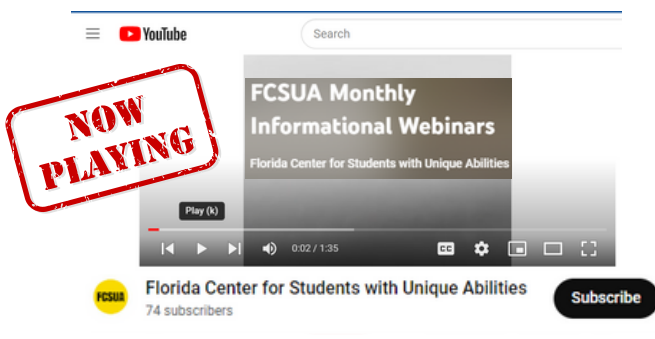 YouTube
Search
NOW
PLAYING
FCSUA Monthly
Informational Webinars
Florida Center for Students with Unique Abilities
Play (k)
0:02 / 1:35
CC
FCSUA
Florida Center for Students with Unique Abilities
74 subscribers
Subscribe